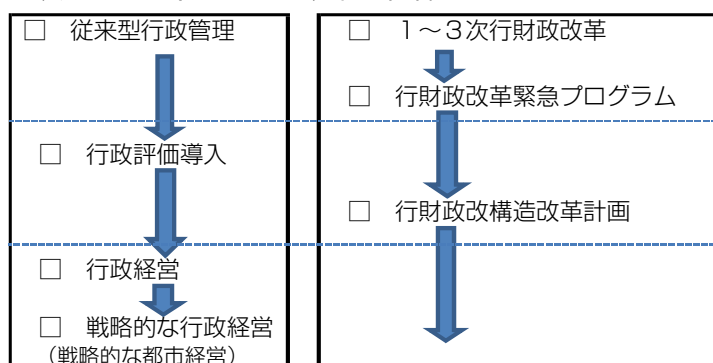 □ 従来型行政管理
□ 行政評価導入
□ 行政経営
□ 戦略的な行政経営
(戦略的な都市経営)
□ 1～3次行財政改革
□ 行財政改革緊急プログラム
□ 行財政改構造改革計画